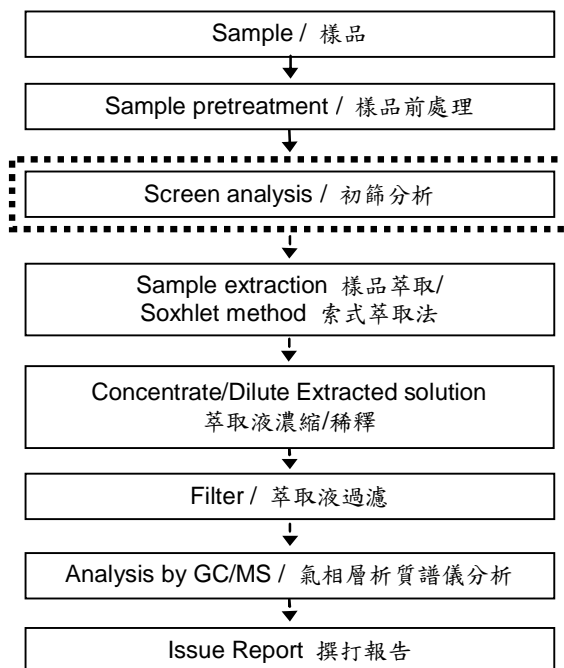 Sample / 樣品
Sample pretreatment / 樣品前處理
Screen analysis / 初篩分析
Sample extraction 樣品萃取/
Soxhlet method 索式萃取法
Concentrate/Dilute Extracted solution
萃取液濃縮/稀釋
Filter / 萃取液過濾
Analysis by GC/MS / 氣相層析質譜儀分析
Issue Report 撰打報告